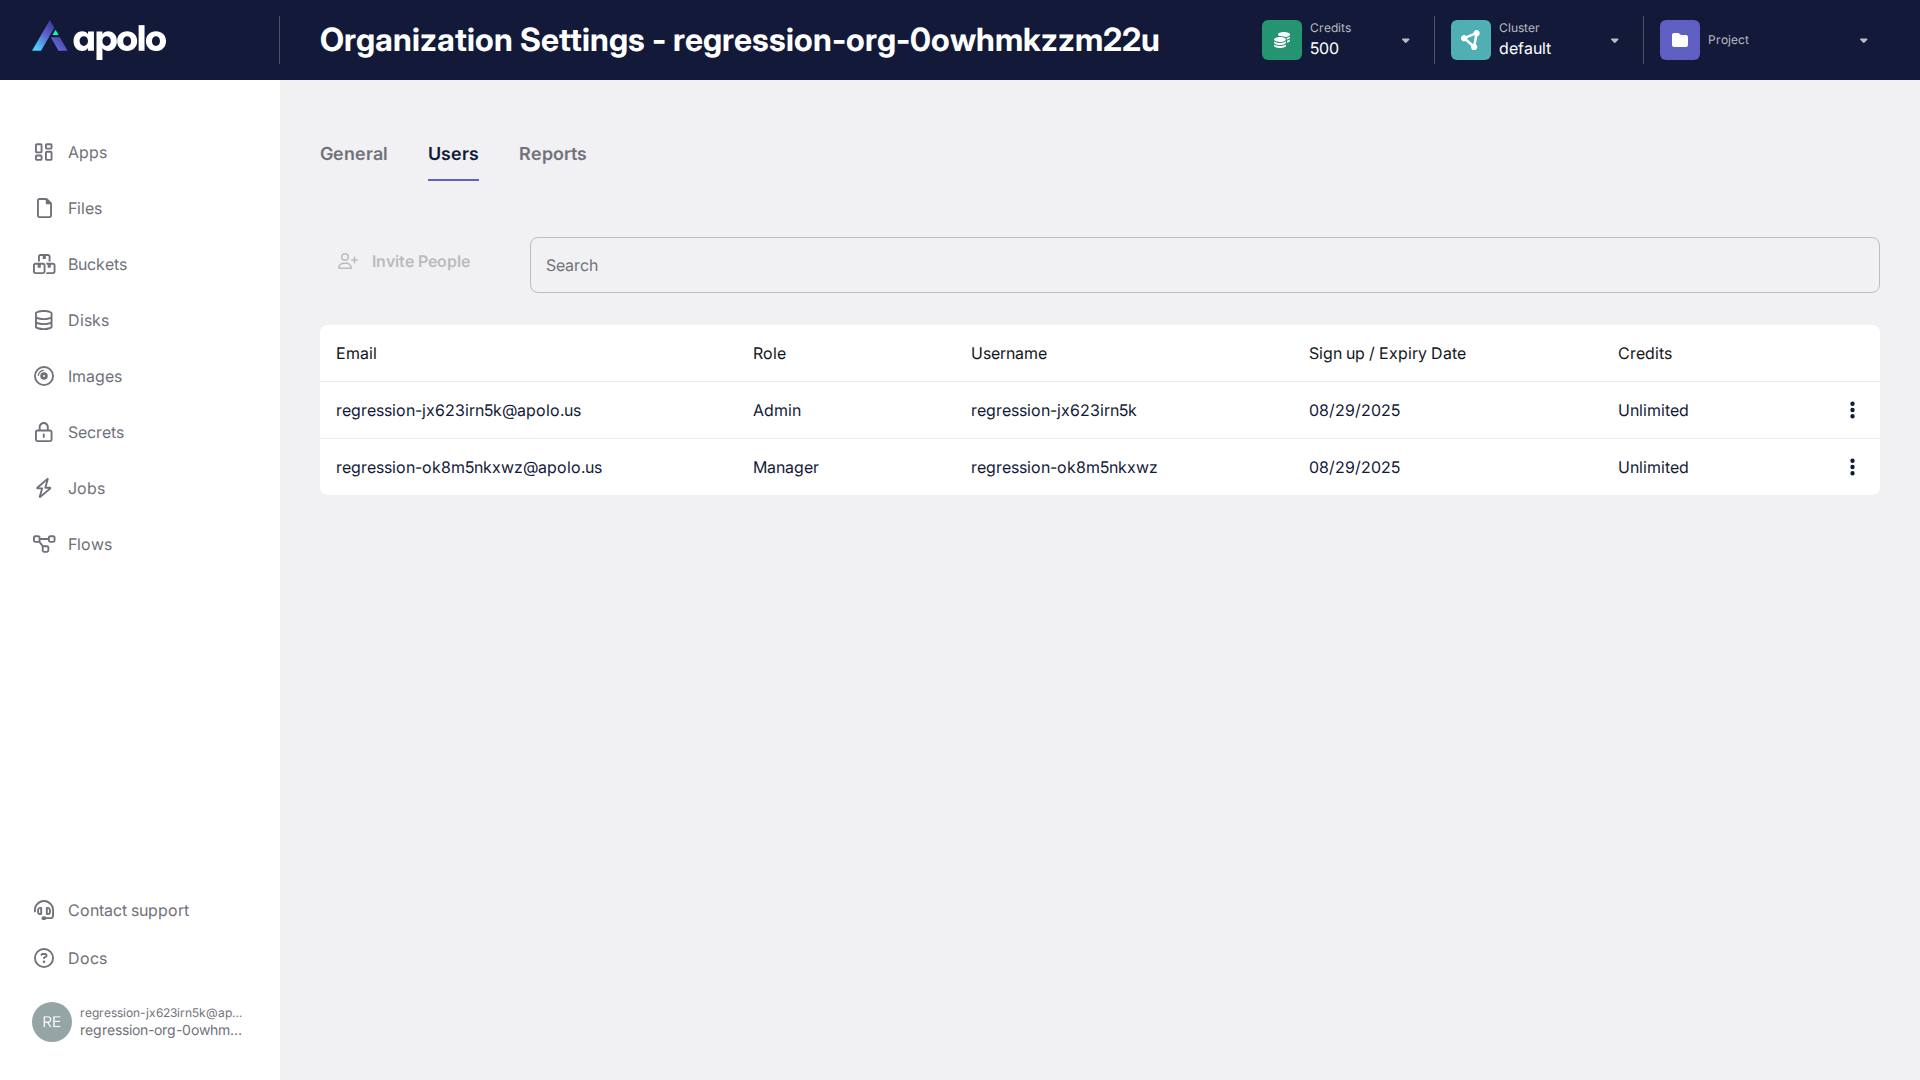 apolo
Organization Settings - regression-org-0owhmkzzm22u
Credits
500
Cluster
default
Project
Apps
Files
Buckets
Disks
Images
Secrets
Jobs
Flows
General Users Reports
Invite People
Search
Email Role Username Sign up / Expiry Date Credits
regression-jx623irn5k@apolo.us Admin regression-jx623irn5k 08/29/2025 Unlimited
regression-ok8m5nkxwz@apolo.us Manager regression-ok8m5nkxwz 08/29/2025 Unlimited
Contact support
Docs
RE
regression-jx623irn5k@ap...
regression-org-0owhm...